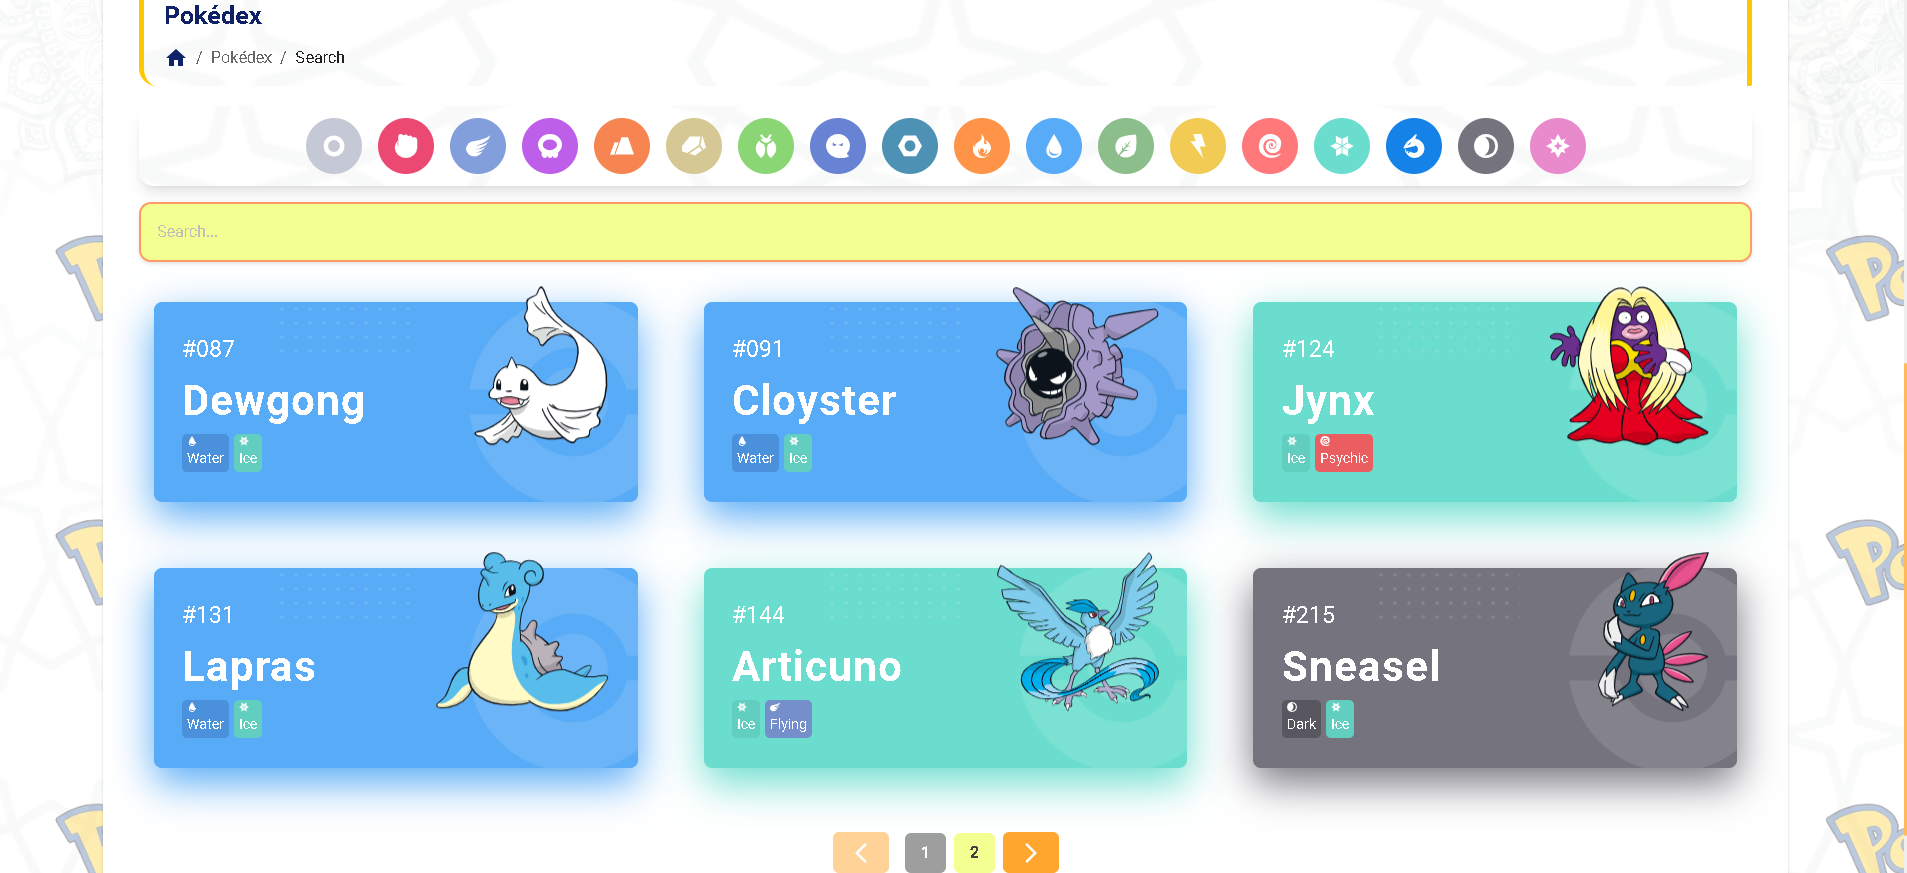 Pokédex
/ Pokédex / Search
Search...
#087
Dewgong
Water Ice
#091
Cloyster
Water Ice
#124
Jynx
Ice Psychic
#131
Lapras
Water Ice
#144
Articuno
Ice Flying
#215
Sneasel
Dark Ice
1 2